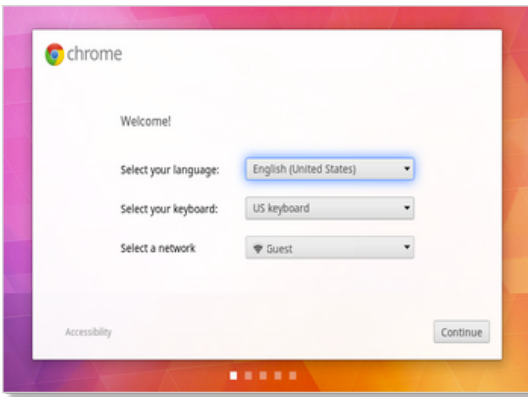 chrome
Welcome!
Select your language: English (United States)
Select your keyboard: US keyboard
Select a network Guest
Accessibility Continue